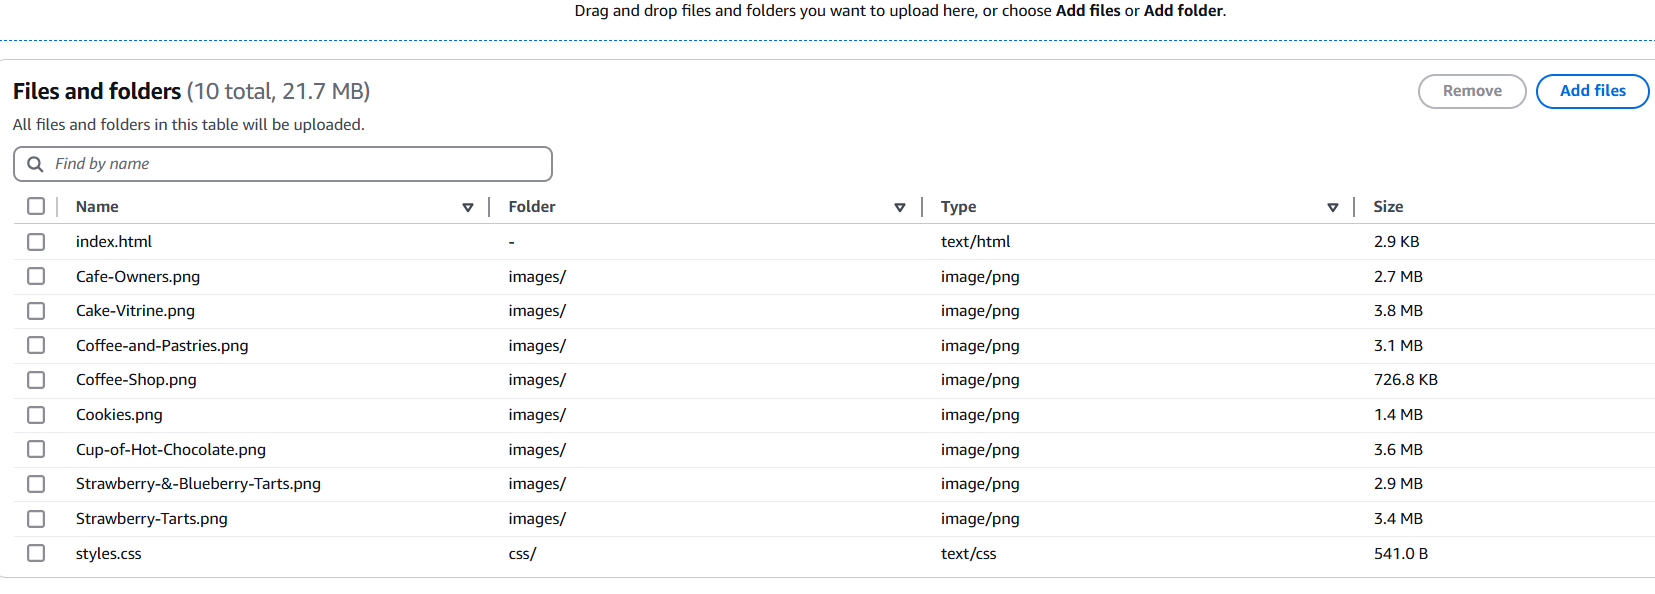 Drag and drop files and folders you want to upload here, or choose Add files or Add folder.
Files and folders (10 total, 21.7 MB)
Remove
Add files
All files and folders in this table will be uploaded.
Find by name
Name Folder Type Size
index.html - text/html 2.9 KB
Cafe-Owners.png images/ image/png 2.7 MB
Cake-Vitrine.png images/ image/png 3.8 MB
Coffee-and-Pastries.png images/ image/png 3.1 MB
Coffee-Shop.png images/ image/png 726.8 KB
Cookies.png images/ image/png 1.4 MB
Cup-of-Hot-Chocolate.png images/ image/png 3.6 MB
Strawberry-&-Blueberry-Tarts.png images/ image/png 2.9 MB
Strawberry-Tarts.png images/ image/png 3.4 MB
styles.css css/ text/css 541.0 B